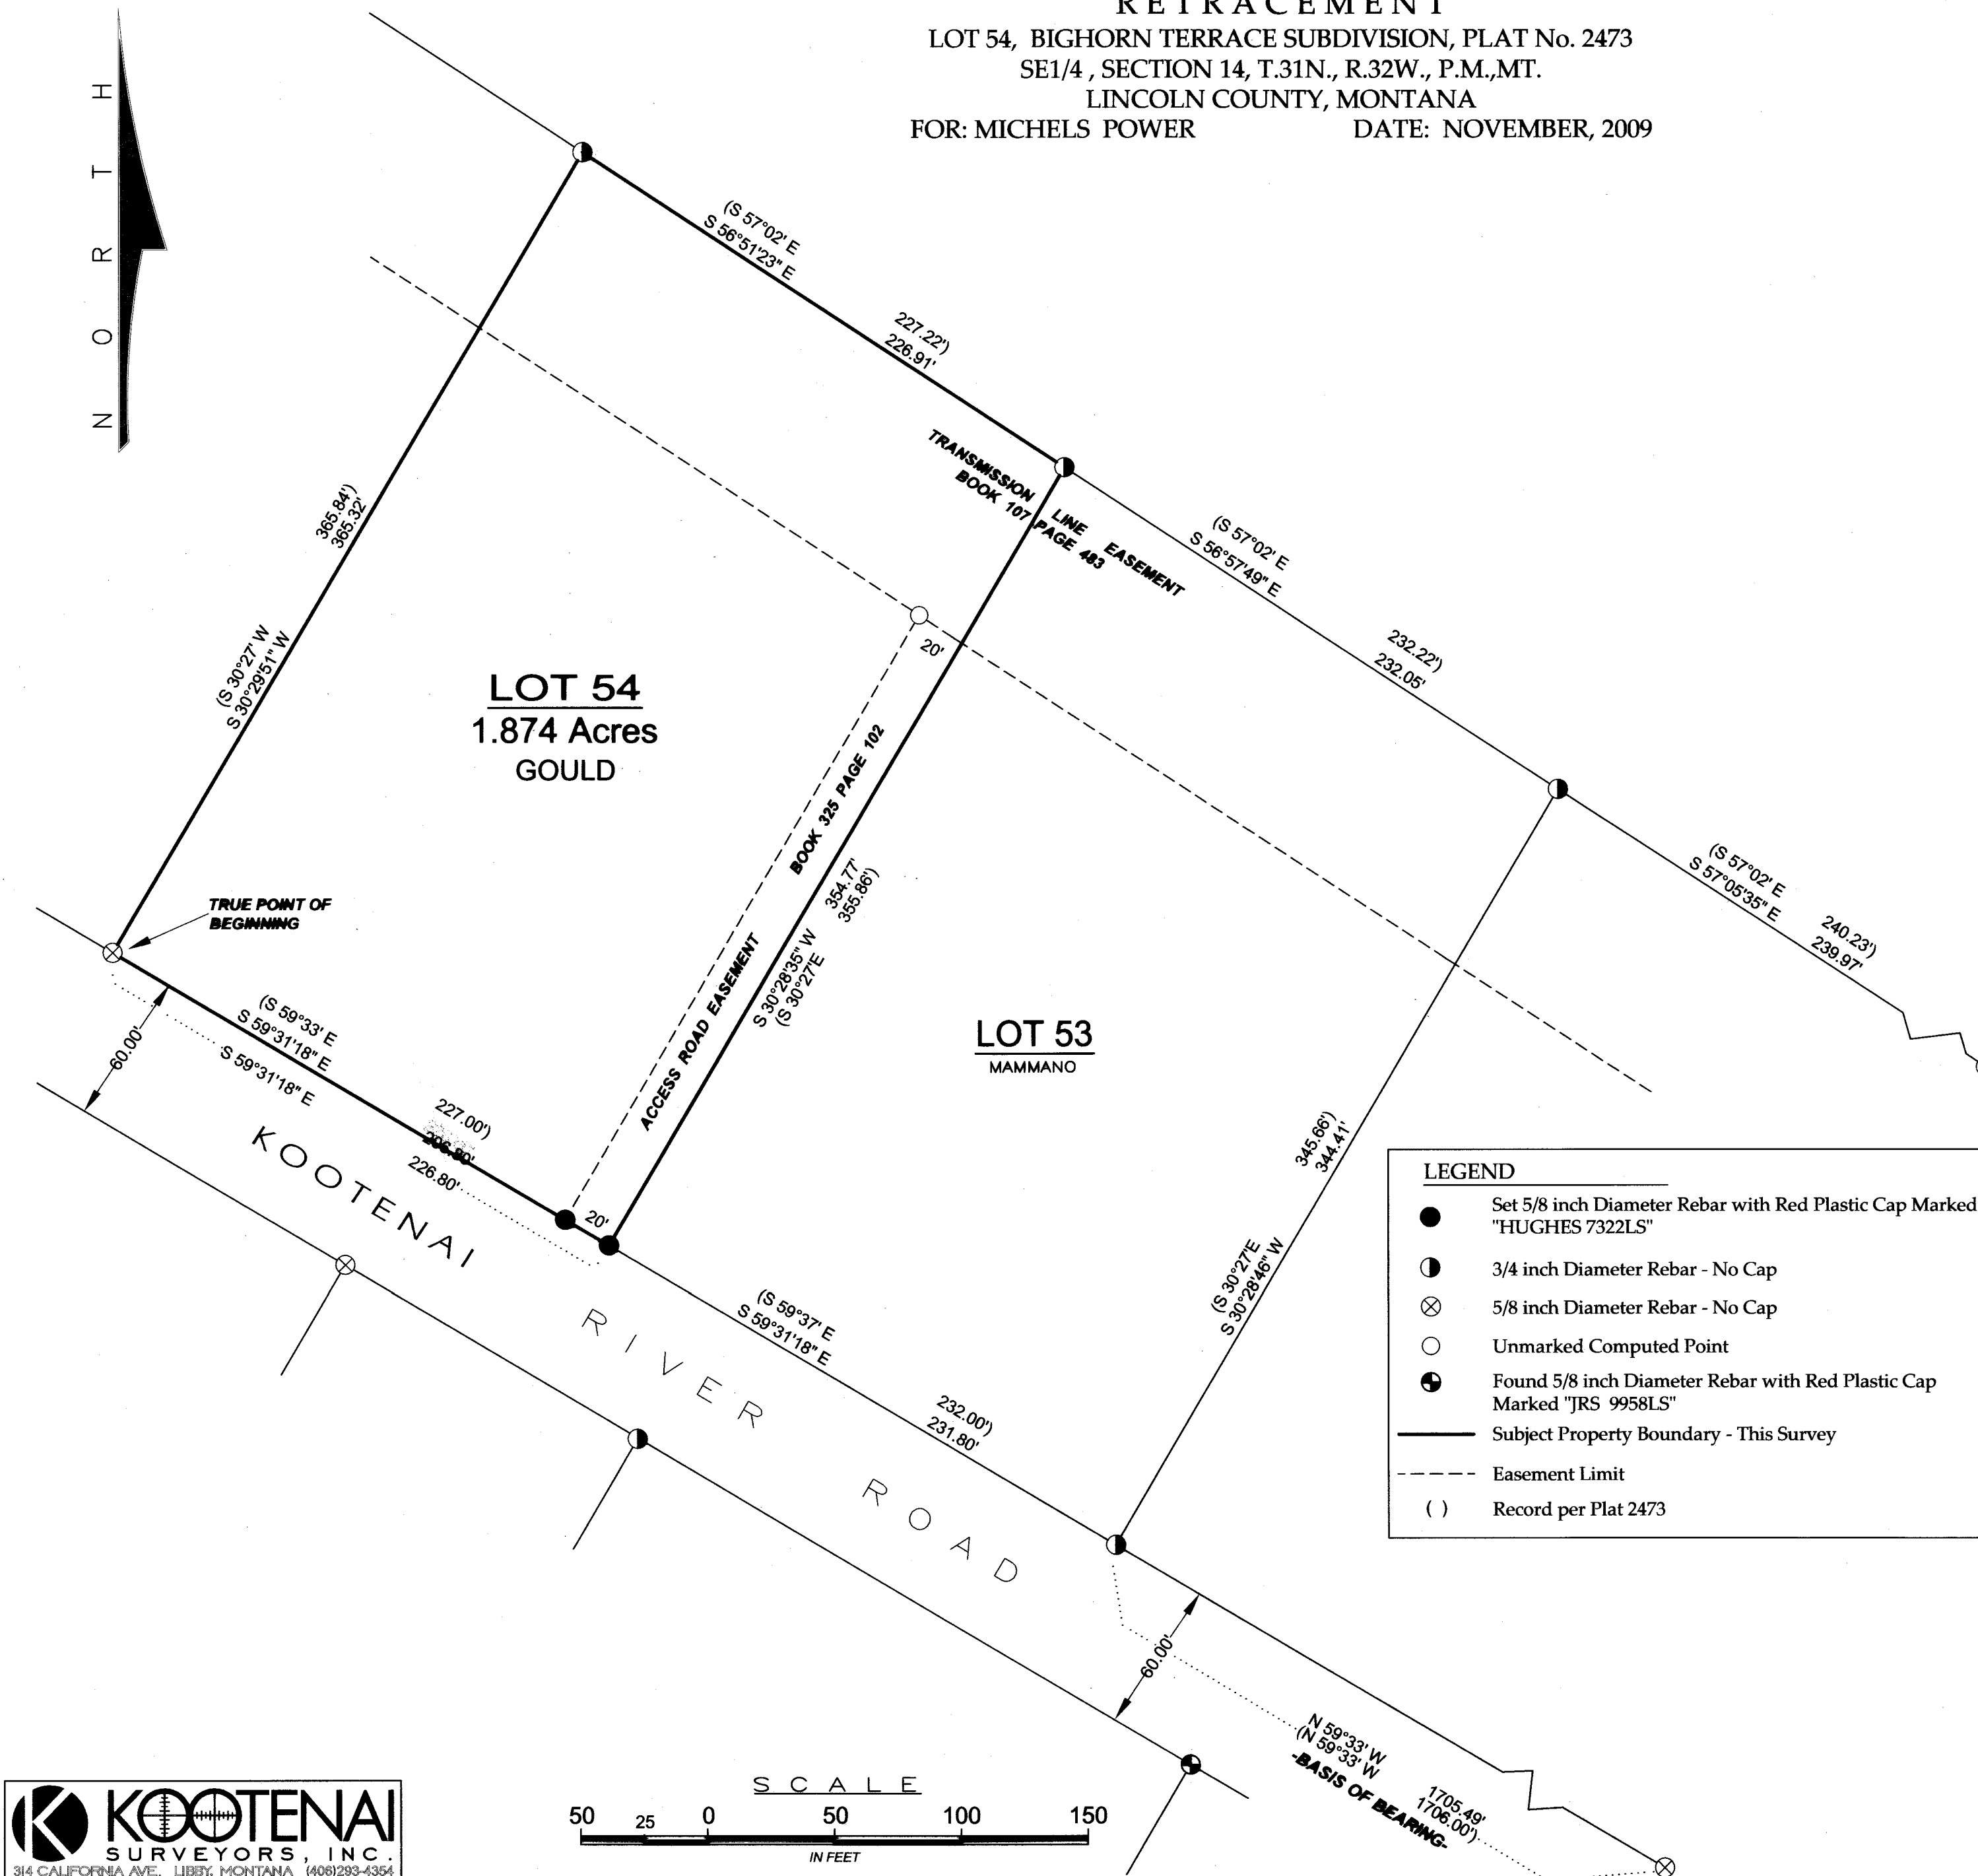 RETRACEMENT
LOT 54, BIGHORN TERRACE SUBDIVISION, PLAT No. 2473
SE1/4 , SECTION 14, T.31N., R.32W., P.M.,MT.
LINCOLN COUNTY, MONTANA
FOR: MICHELS POWER DATE: NOVEMBER, 2009
NORTH
(S 57°02' E
S 56°51'23" E
227.22')
226.91'
TRANSMISSION LINE EASEMENT
BOOK 107 PAGE 483
(S 57°02' E
S 56°57'49" E
232.22')
232.05'
(S 57°02' E
S 57°05'35" E
240.23')
239.97'
365.84')
365.32'
(S 30°27' W
S 30°29'51" W
LOT 54
1.874 Acres
GOULD
20'
ACCESS ROAD EASEMENT BOOK 325 PAGE 102
354.77'
355.86')
S 30°28'35" W
(S 30°27'E
TRUE POINT OF
BEGINNING
60.00'
(S 59°33' E
S 59°31'18" E
S 59°31'18" E
227.00')
226.80'
20'
LOT 53
MAMMANO
345.66')
344.41'
(S 30°27'E
S 30°28'46" W
KOOTENAI RIVER ROAD
(S 59°37' E
S 59°31'18" E
232.00')
231.80'
60.00'
N 59°33' W
(N 59°33' W
1705.49'
1706.00')
-BASIS OF BEARING-
LEGEND
Set 5/8 inch Diameter Rebar with Red Plastic Cap Marked
"HUGHES 7322LS"
3/4 inch Diameter Rebar - No Cap
5/8 inch Diameter Rebar - No Cap
Unmarked Computed Point
Found 5/8 inch Diameter Rebar with Red Plastic Cap
Marked "JRS 9958LS"
Subject Property Boundary - This Survey
Easement Limit
( ) Record per Plat 2473
SCALE
50 25 0 50 100 150
IN FEET
K KOOTENAI
SURVEYORS, INC.
314 CALIFORNIA AVE. LIBBY, MONTANA (406)293-4354